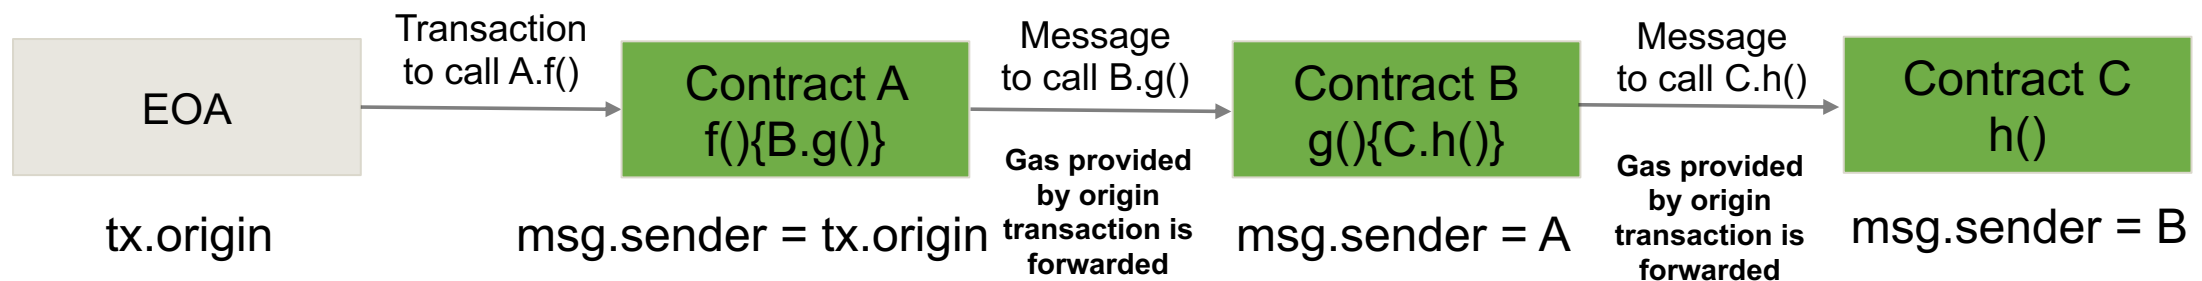 EOA
tx.origin
Transaction
to call A.f()
Contract A
f(){B.g()}
msg.sender = tx.origin
Message
to call B.g()
Gas provided
by origin
transaction is
forwarded
Contract B
g(){C.h()}
msg.sender = A
Message
to call C.h()
Gas provided
by origin
transaction is
forwarded
Contract C
h()
msg.sender = B